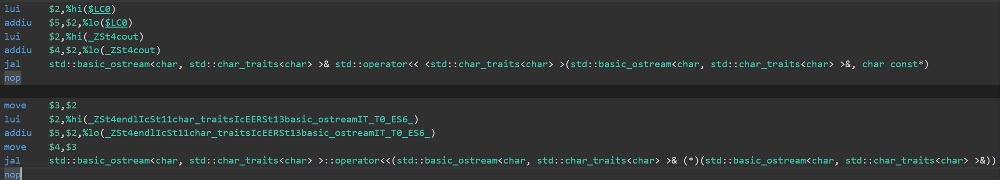 lui $2,%hi($LC0)
addiu $5,$2,%lo($LC0)
lui $2,%hi(_ZSt4cout)
addiu $4,$2,%lo(_ZSt4cout)
jal std::basic_ostream<char, std::char_traits<char> >& std::operator<< <std::char_traits<char> >(std::basic_ostream<char, std::char_traits<char> >&, char const*)
nop
move $3,$2
lui $2,%hi(_ZSt4endlIcSt11char_traitsIcEERSt13basic_ostreamIT_T0_ES6_)
addiu $5,$2,%lo(_ZSt4endlIcSt11char_traitsIcEERSt13basic_ostreamIT_T0_ES6_)
move $4,$3
jal std::basic_ostream<char, std::char_traits<char> >::operator<<(std::basic_ostream<char, std::char_traits<char> >& (*)(std::basic_ostream<char, std::char_traits<char> >&))
nop